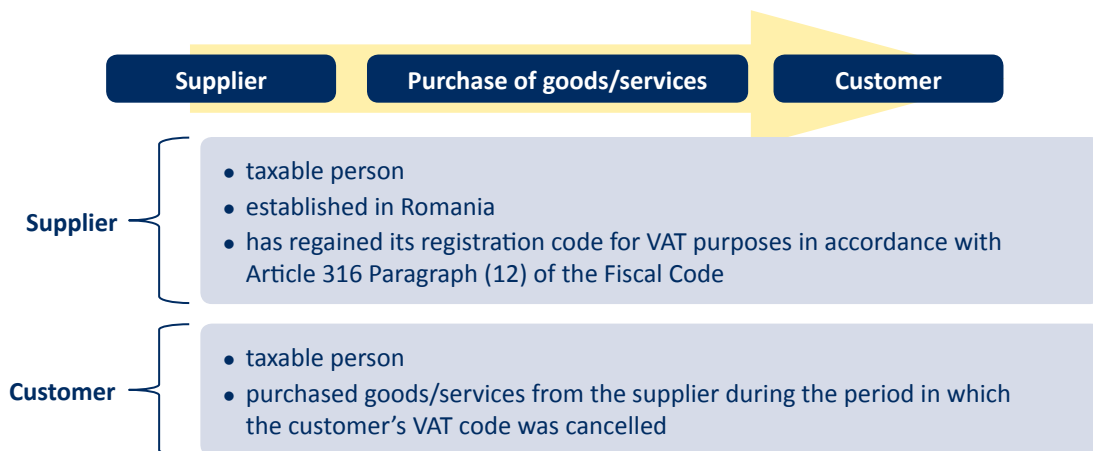 Supplier
Purchase of goods/services
Customer
Supplier
• taxable person
• established in Romania
• has regained its registration code for VAT purposes in accordance with
Article 316 Paragraph (12) of the Fiscal Code
Customer
• taxable person
• purchased goods/services from the supplier during the period in which
the customer’s VAT code was cancelled